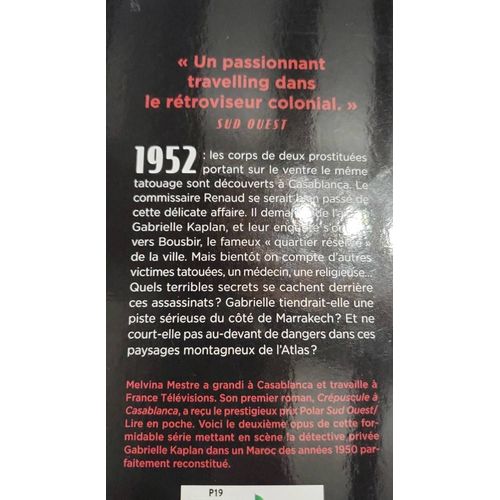 « Un passionnant
travelling dans
le rétroviseur colonial. »
SUD OUEST
1952 : les corps de deux prostituées
portant sur le ventre le même
tatouage sont découverts à Casablanca. Le
commissaire Renaud se serait bien passé de
cette délicate affaire. Il demande de l'
Gabrielle Kaplan, et leur enquête
vers Bousbir, le fameux « quartier réservé »
de la ville. Mais bientôt on compte d'autres
victimes tatouées, un médecin, une religieuse...
Quels terribles secrets se cachent derrière
ces assassinats ? Gabrielle tiendrait-elle une
piste sérieuse du côté de Marrakech ? Et ne
court-elle pas au-devant de dangers dans ces
paysages montagneux de l'Atlas ?
Melvina Mestre a grandi à Casablanca et travaille à
France Télévisions. Son premier roman, Crépuscule à
Casablanca, a reçu le prestigieux prix Polar Sud Ouest/
Lire en poche. Voici le deuxième opus de cette for-
midable série mettant en scène la détective privée
Gabrielle Kaplan dans un Maroc des années 1950 par-
faitement reconstitué.
P19